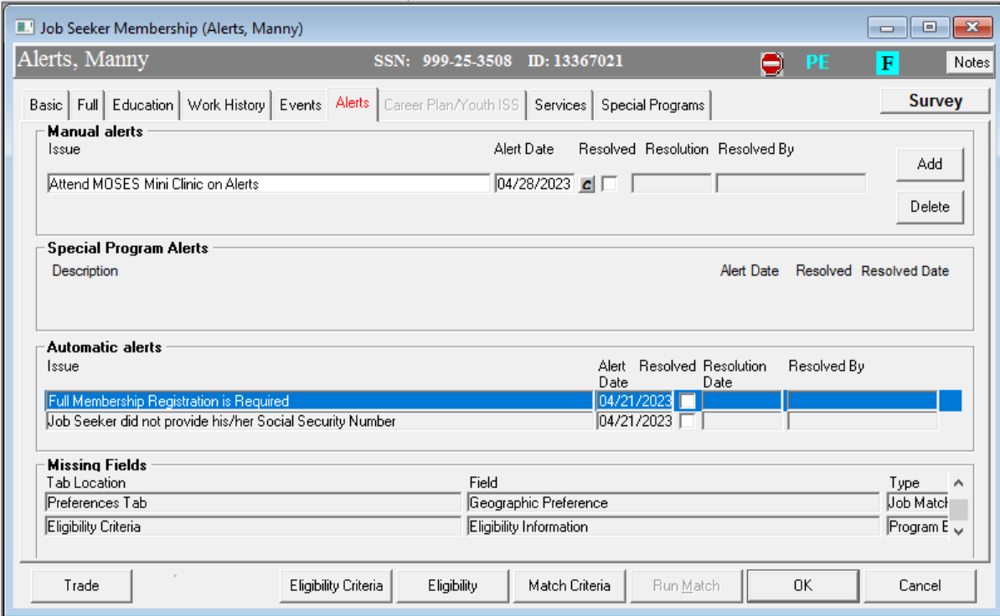 Job Seeker Membership (Alerts, Manny)
Alerts, Manny SSN: 999-25-3508 ID: 13367021 PE F Notes
Basic Full Education Work History Events Alerts Career Plan/Youth ISS Services Special Programs Survey
Manual alerts
Issue Alert Date Resolved Resolution Resolved By
Add
Attend MOSES Mini Clinic on Alerts 04/28/2023 C
Delete
Special Program Alerts
Description Alert Date Resolved Resolved Date
Automatic alerts
Issue Alert Date Resolved Resolution Date Resolved By
Full Membership Registration is Required 04/21/2023
Job Seeker did not provide his/her Social Security Number 04/21/2023
Missing Fields
Tab Location Field Type
Preferences Tab Geographic Preference Job Match
Eligibility Criteria Eligibility Information Program E
Trade Eligibility Criteria Eligibility Match Criteria Run Match OK Cancel